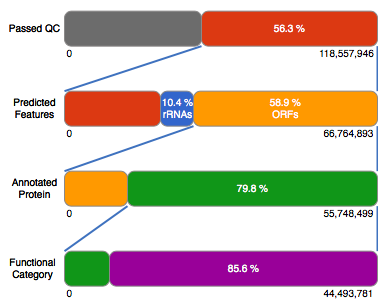 Passed QC
56.3 %
0
118,557,946
Predicted
Features
10.4 %
rRNAs
58.9 %
ORFs
0
66,764,893
Annotated
Protein
79.8 %
0
55,748,499
Functional
Category
85.6 %
0
44,493,781